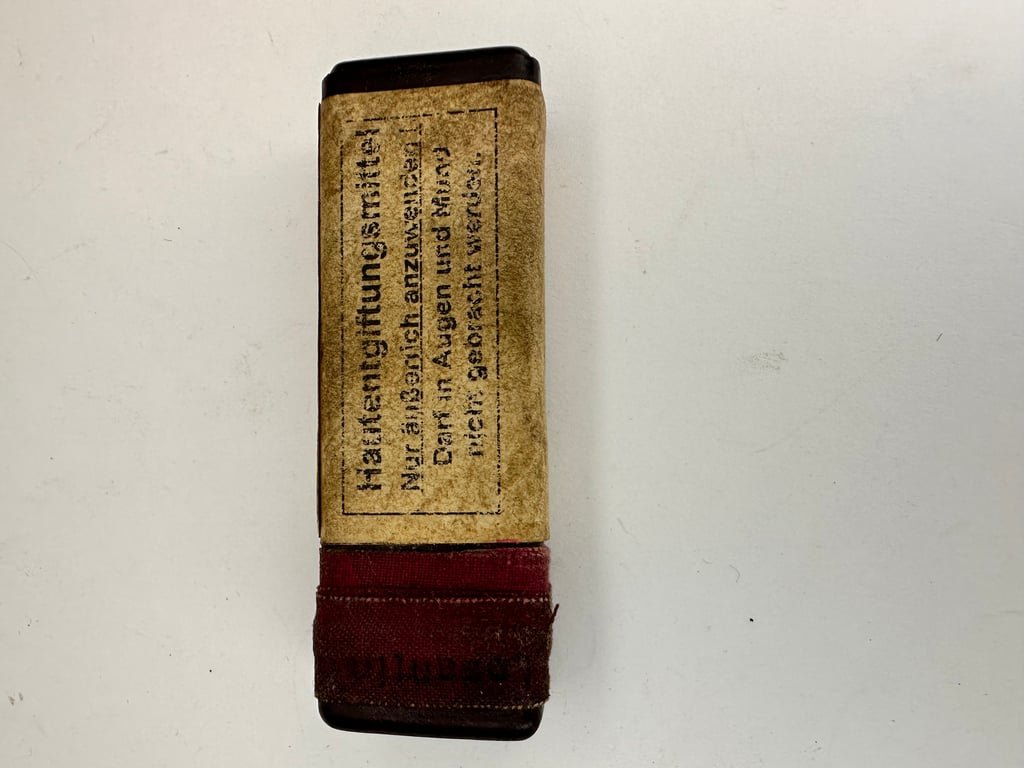 Hautentgiftungsmittel
Nur äußerlich anzuwenden
Darf in Augen und Mund
nicht gebracht werden.